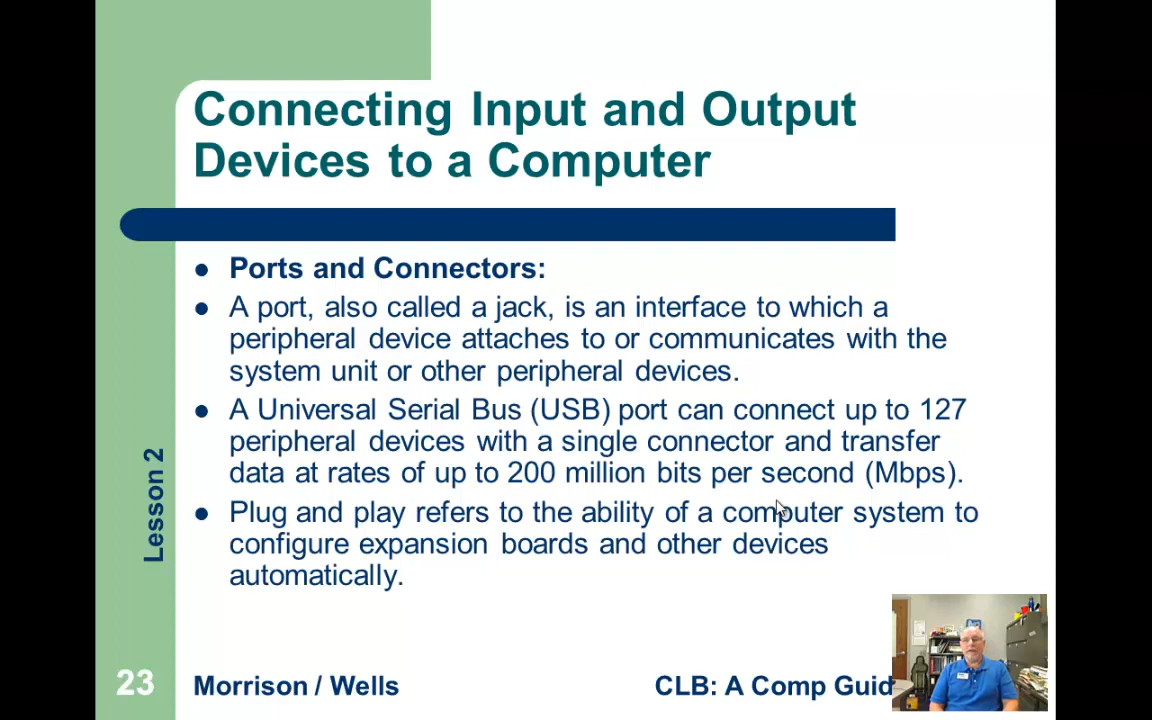 Connecting Input and Output
Devices to a Computer
Ports and Connectors:
A port, also called a jack, is an interface to which a
peripheral device attaches to or communicates with the
system unit or other peripheral devices.
A Universal Serial Bus (USB) port can connect up to 127
peripheral devices with a single connector and transfer
data at rates of up to 200 million bits per second (Mbps).
Plug and play refers to the ability of a computer system to
configure expansion boards and other devices
automatically.
Lesson 2
23
Morrison / Wells
CLB: A Comp Guid